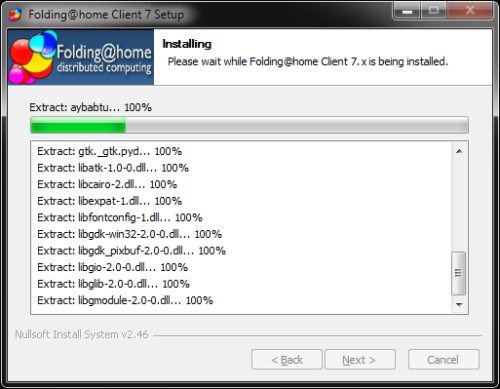 Folding@home Client 7 Setup
Folding@home
distributed computing
Installing
Please wait while Folding@home Client 7. x is being installed.
Extract: aybabtu... 100%
Extract: gtk._gtk.pyd... 100%
Extract: libatk-1.0-0.dll... 100%
Extract: libcairo-2.dll... 100%
Extract: libexpat-1.dll... 100%
Extract: libfontconfig-1.dll... 100%
Extract: libgdk-win32-2.0-0.dll... 100%
Extract: libgdk_pixbuf-2.0-0.dll... 100%
Extract: libgio-2.0-0.dll... 100%
Extract: libglib-2.0-0.dll... 100%
Extract: libgmodule-2.0-0.dll... 100%
Nullsoft Install System v2.46
< Back
Next >
Cancel